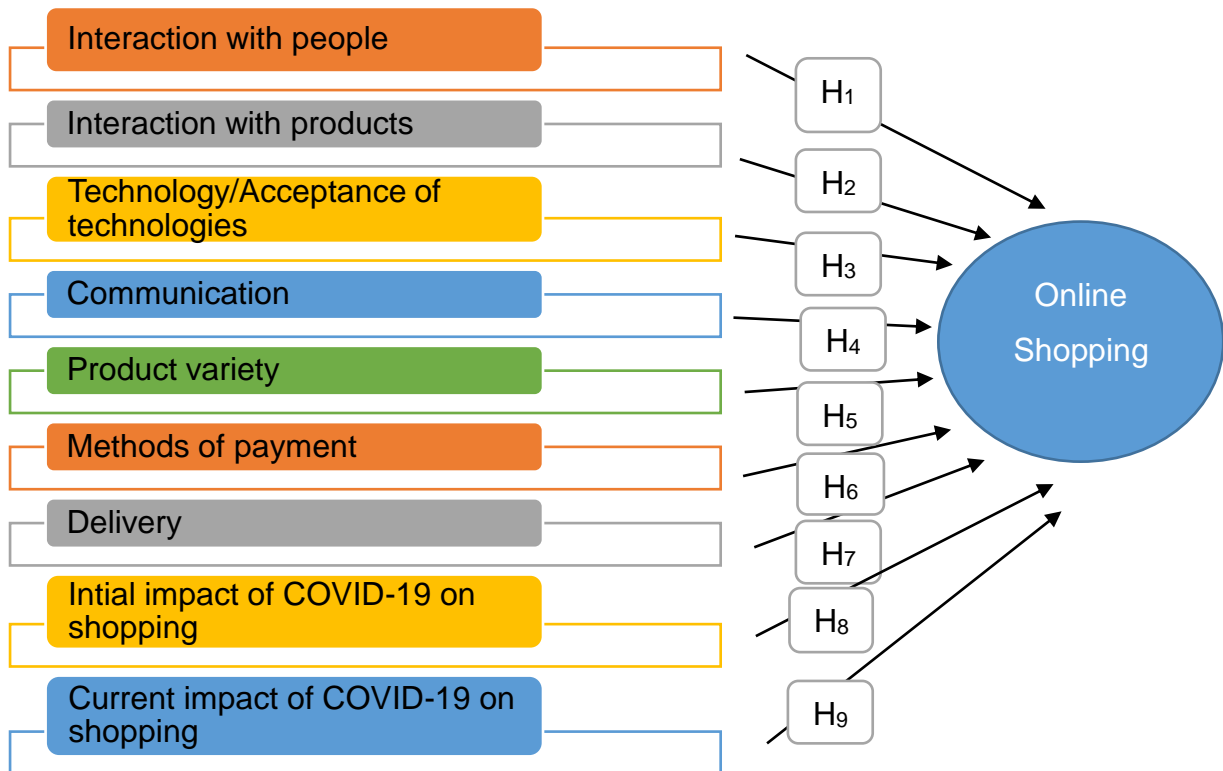 Interaction with people
H1
Interaction with products
H2
Technology/Acceptance of
technologies
H3
Communication
H4
Product variety
H5
Methods of payment
H6
Delivery
H7
Intial impact of COVID-19 on
shopping
H8
Current impact of COVID-19 on
shopping
H9
Online
Shopping